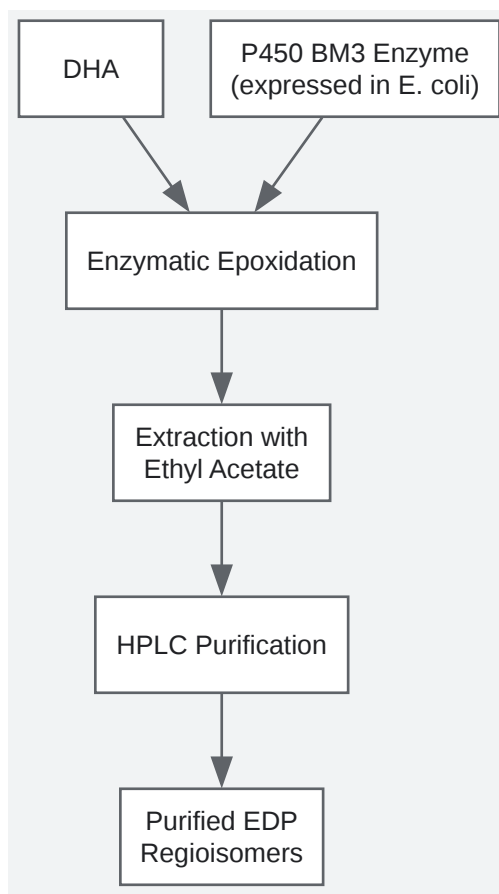 DHA
P450 BM3 Enzyme
(expressed in E. coli)
Enzymatic Epoxidation
Extraction with
Ethyl Acetate
HPLC Purification
Purified EDP
Regioisomers